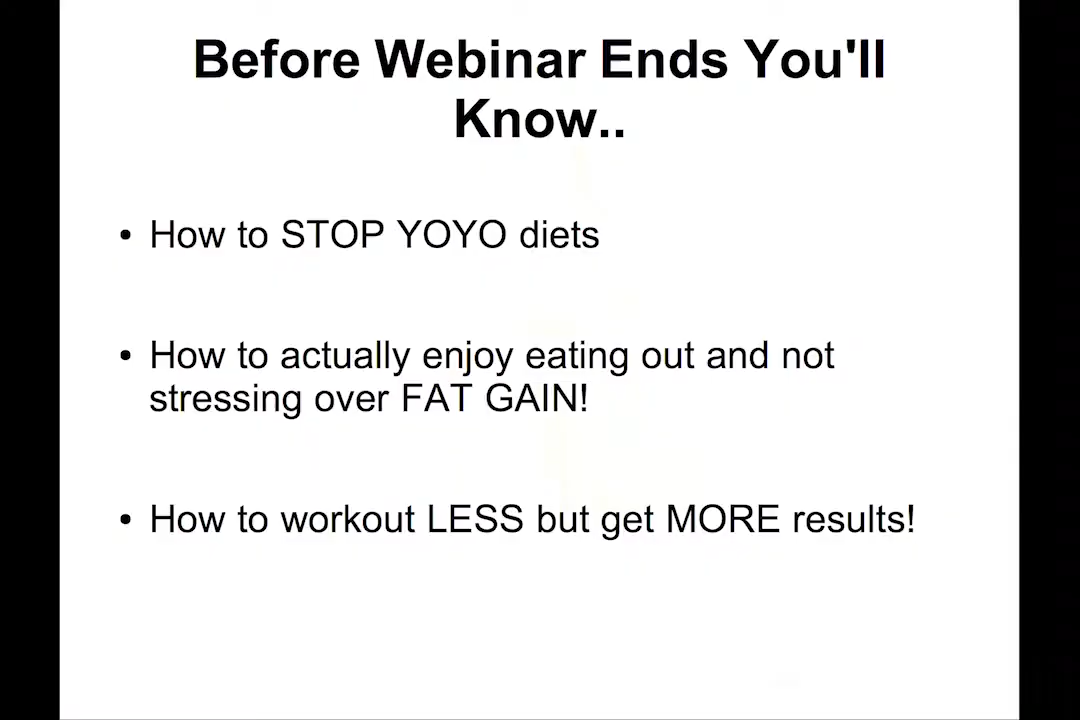 Before Webinar Ends You'll
Know..
• How to STOP YOYO diets
• How to actually enjoy eating out and not
stressing over FAT GAIN!
• How to workout LESS but get MORE results!